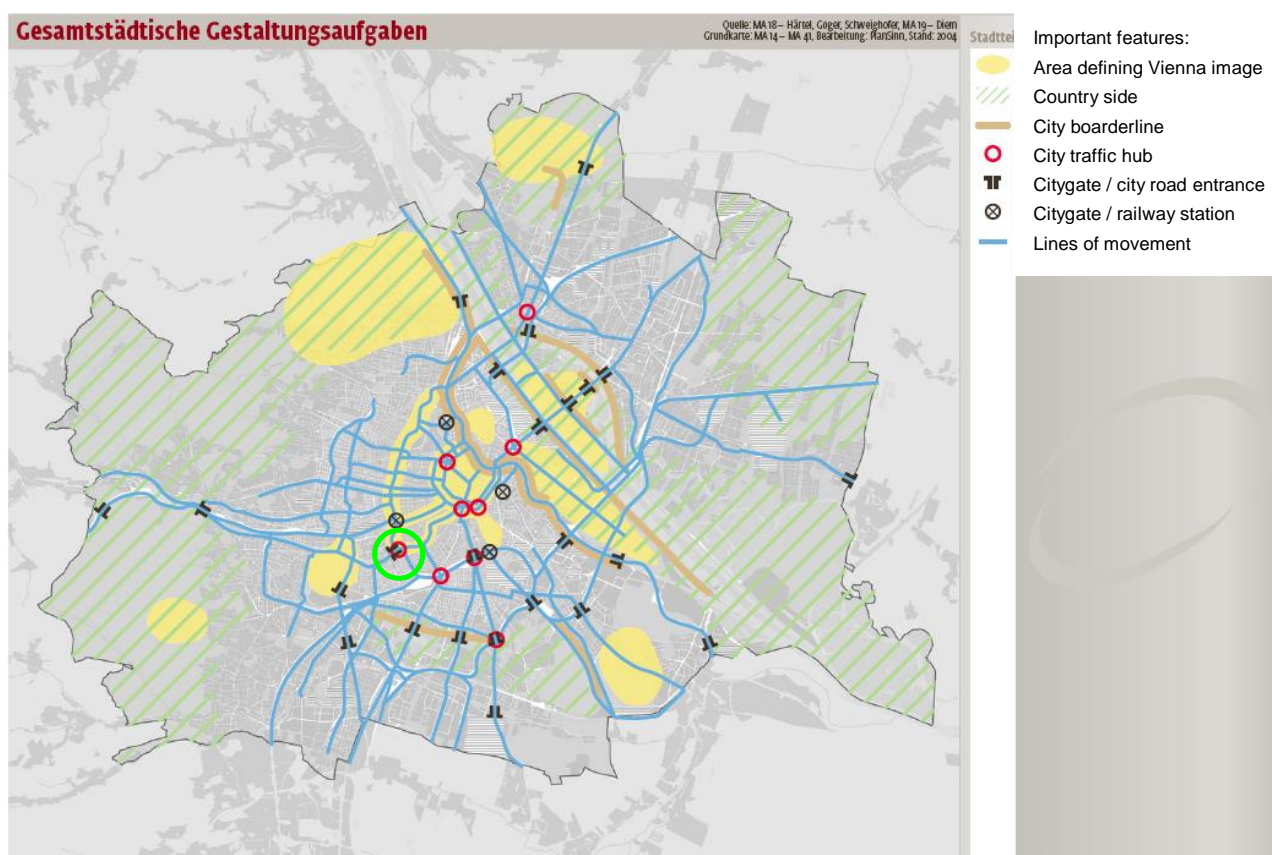 Gesamtstädtische Gestaltungsaufgaben
Quelle: MA 18 – Härtel, Goger, Schweighofer, MA 19 – Diem
Grundkarte: MA 14 – MA 41, Bearbeitung: PlanSinn, Stand: 2004
Stadttei
Important features:
Area defining Vienna image
Country side
City boarderline
City traffic hub
Citygate / city road entrance
Citygate / railway station
Lines of movement